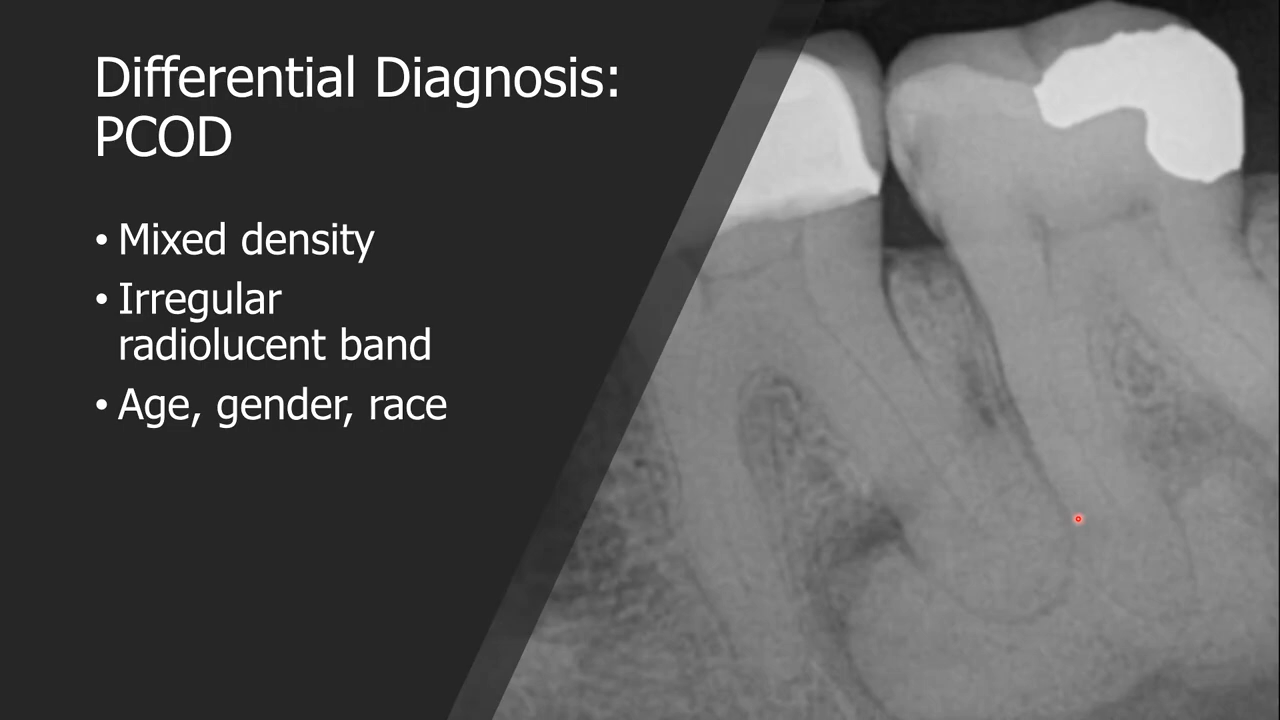 Differential Diagnosis:
PCOD
• Mixed density
• Irregular
radiolucent band
• Age, gender, race